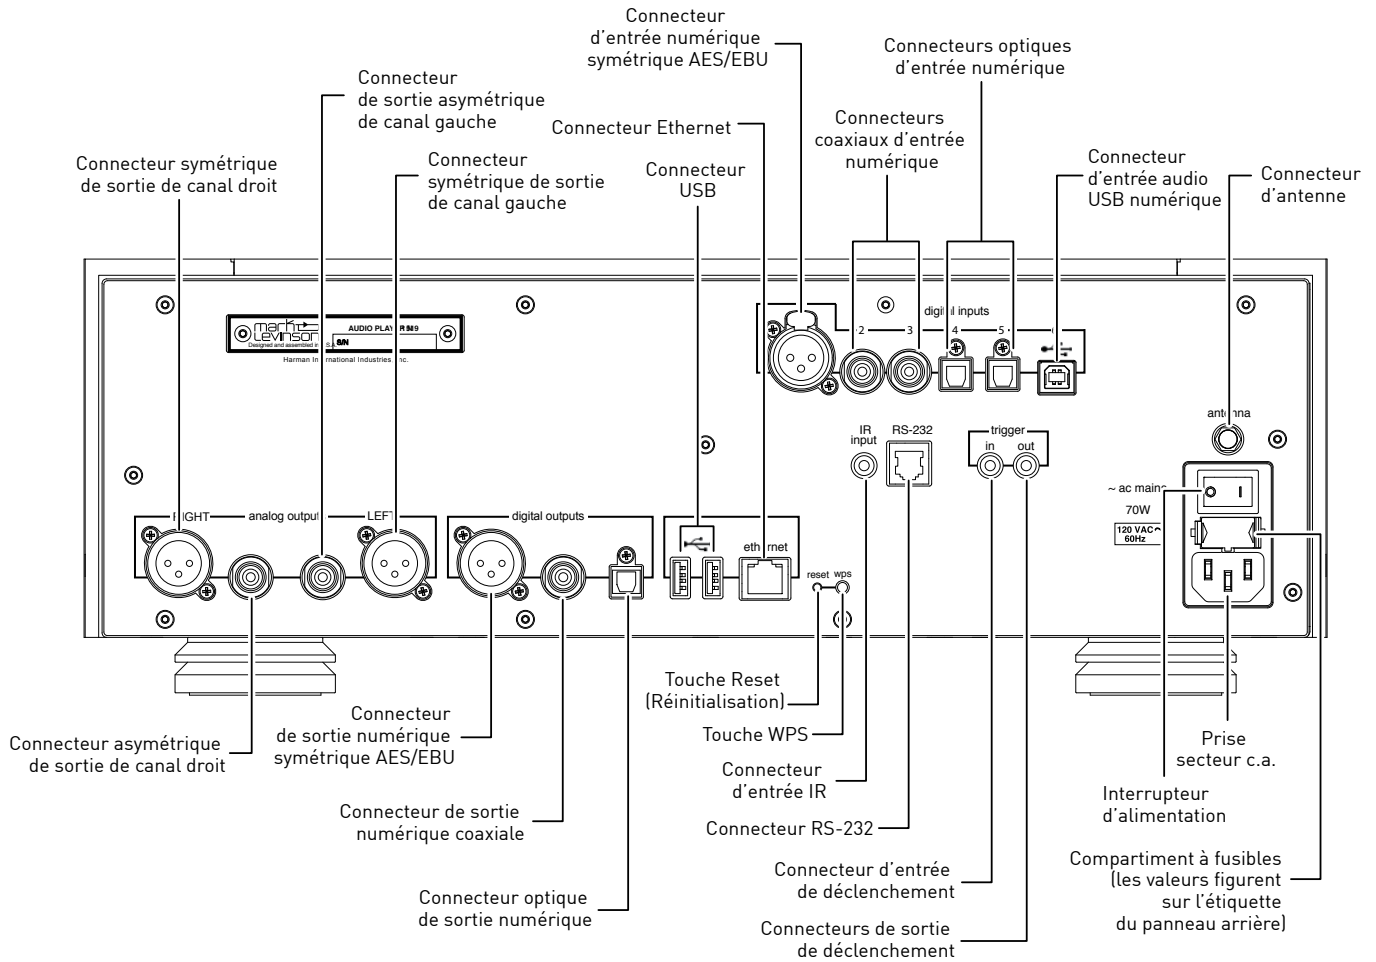 Connecteur
d'entrée numérique
symétrique AES/EBU
Connecteurs optiques
d'entrée numérique
Connecteur
de sortie asymétrique
de canal gauche
Connecteur Ethernet
Connecteurs
coaxiaux d'entrée
numérique
Connecteur symétrique
de sortie de canal droit
Connecteur
symétrique de sortie
de canal gauche
Connecteur
USB
Connecteur
d'entrée audio
USB numérique
Connecteur
d'antenne
digital inputs
2 3 4 5
mark
Levinson
AUDIO PLAYER
Designed and assembled in U.S.A
S/N
Harman International Industries, Inc.
antenna
IR
input
RS-232
trigger
in out
~ ac mains
70W
120 VAC~
60Hz
RIGHT analog outputs LEFT
digital outputs
ethernet
reset wps
Touche Reset
(Réinitialisation)
Touche WPS
Connecteur
d'entrée IR
Connecteur RS-232
Connecteur d'entrée
de déclenchement
Connecteurs de sortie
de déclenchement
Connecteur asymétrique
de sortie de canal droit
Connecteur
de sortie numérique
symétrique AES/EBU
Connecteur de sortie
numérique coaxiale
Connecteur optique
de sortie numérique
Prise
secteur c.a.
Interrupteur
d'alimentation
Compartiment à fusibles
(les valeurs figurent
sur l'étiquette
du panneau arrière)